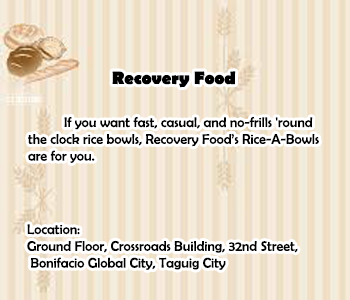 Recovery Food
If you want fast, casual, and no-frills 'round
the clock rice bowls, Recovery Food's Rice-A-Bowls
are for you.
Location:
Ground Floor, Crossroads Building, 32nd Street,
Bonifacio Global City, Taguig City